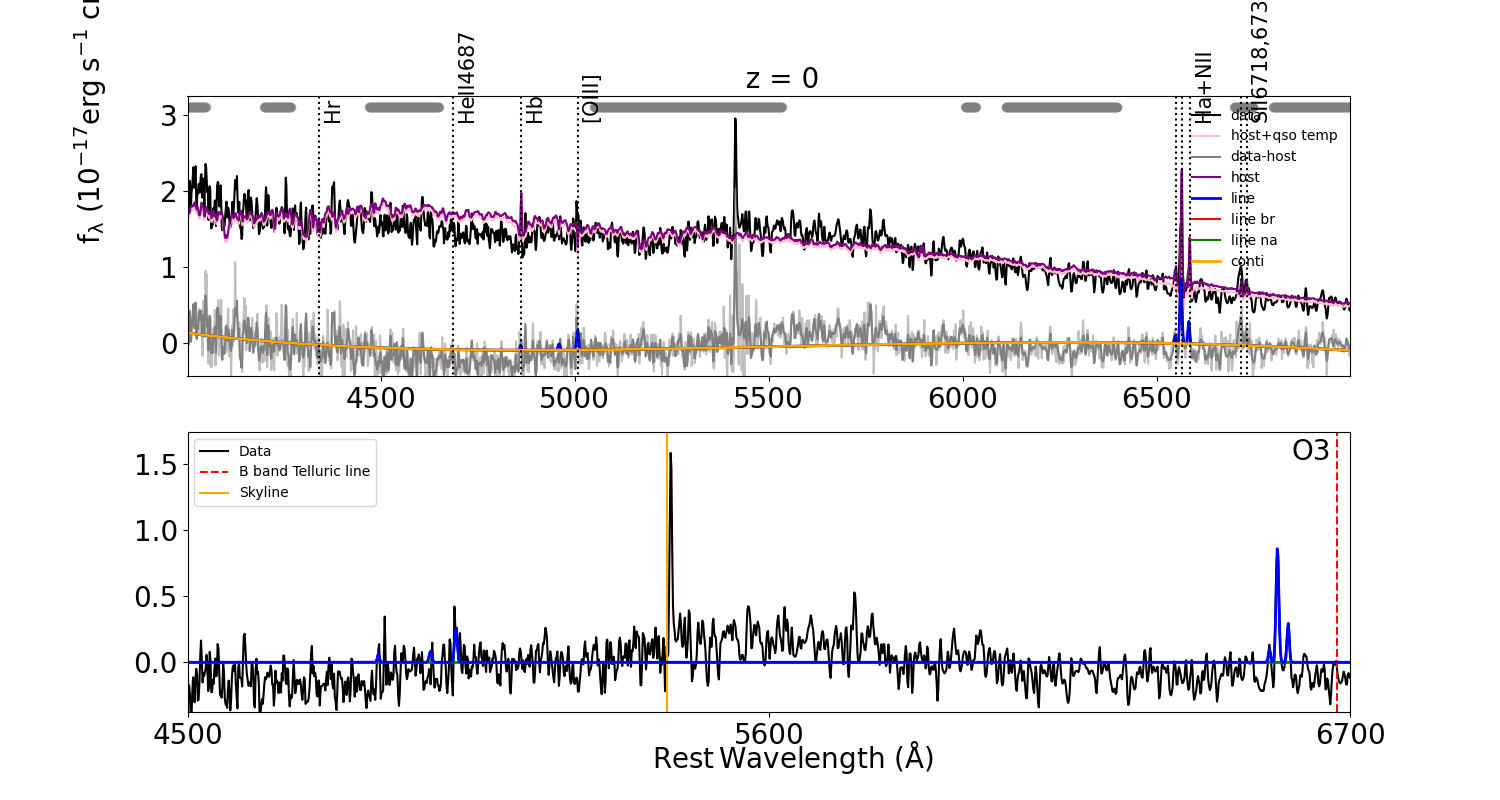 z = 0
f_λ (10⁻¹⁷erg s⁻¹ c
Hr
HeII4687
Hb
[OIII]
Ha+NII
SII6718,673
3
2
1
0
data
host+qso temp
data-host
host
line
line br
line na
conti
4500 5000 5500 6000 6500
O3
1.5
1.0
0.5
0.0
Data
B band Telluric line
Skyline
4500 5600 6700
Rest Wavelength (Å)